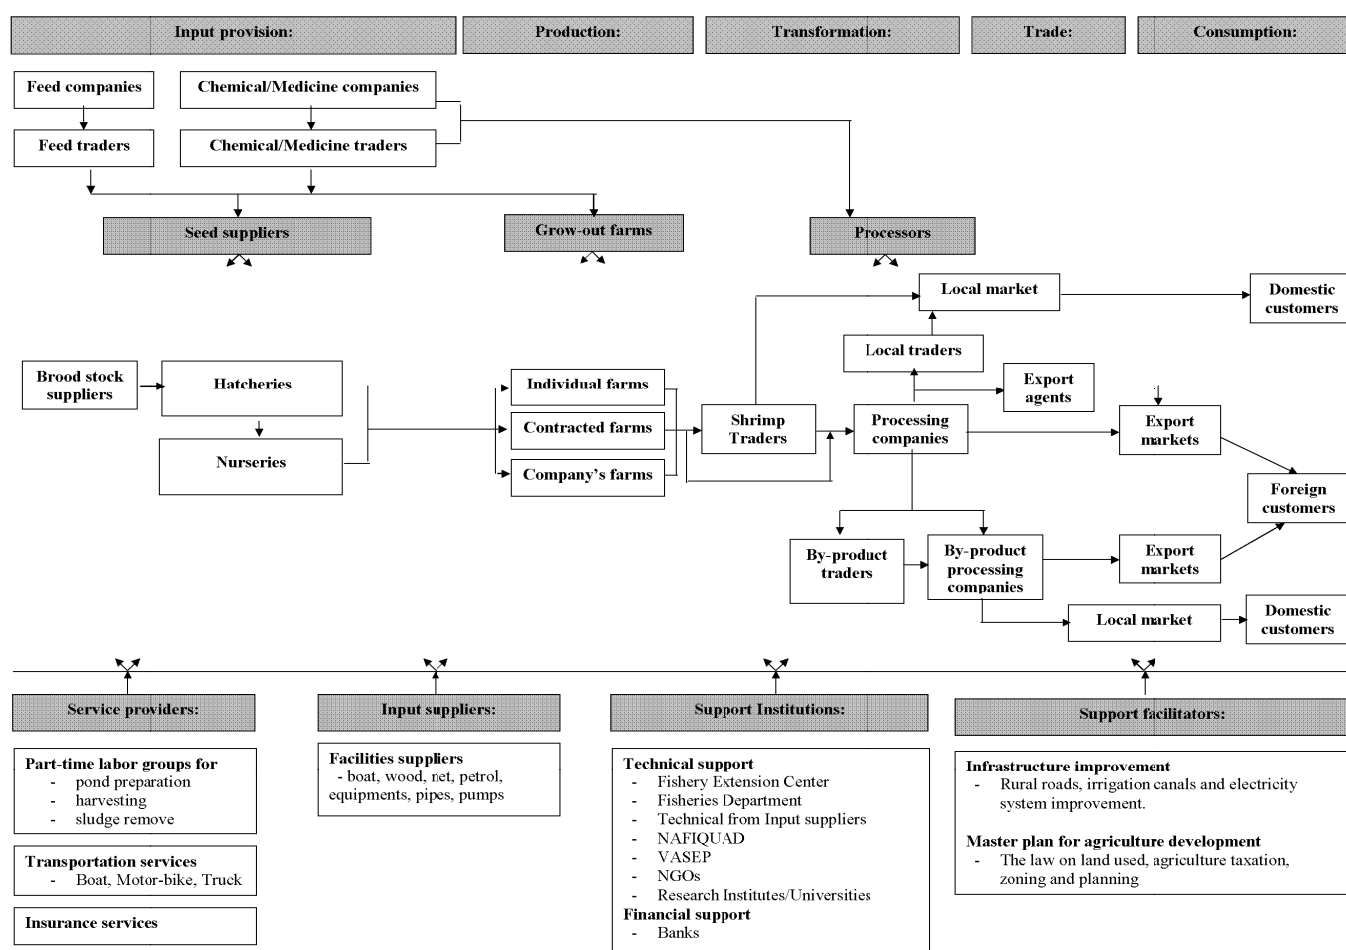 Input provision:
Production:
Transformation:
Trade:
Consumption:
Feed companies
Chemical/Medicine companies
Feed traders
Chemical/Medicine traders
Seed suppliers
Grow-out farms
Processors
Local market
Domestic
customers
Local traders
Brood stock
suppliers
Hatcheries
Individual farms
Export
agents
Contracted farms
Shrimp
Traders
Processing
companies
Export
markets
Nurseries
Company's farms
Foreign
customers
By-product
traders
By-product
processing
companies
Export
markets
Local market
Domestic
customers
Service providers:
Input suppliers:
Support Institutions:
Support facilitators:
Part-time labor groups for
- pond preparation
- harvesting
- sludge remove
Transportation services
- Boat, Motor-bike, Truck
Insurance services
Facilities suppliers
- boat, wood, net, petrol,
equipments, pipes, pumps
Technical support
- Fishery Extension Center
- Fisheries Department
- Technical from Input suppliers
- NAFIQUAD
- VASEP
- NGOs
- Research Institutes/Universities
Financial support
- Banks
Infrastructure improvement
- Rural roads, irrigation canals and electricity
system improvement.
Master plan for agriculture development
- The law on land used, agriculture taxation,
zoning and planning